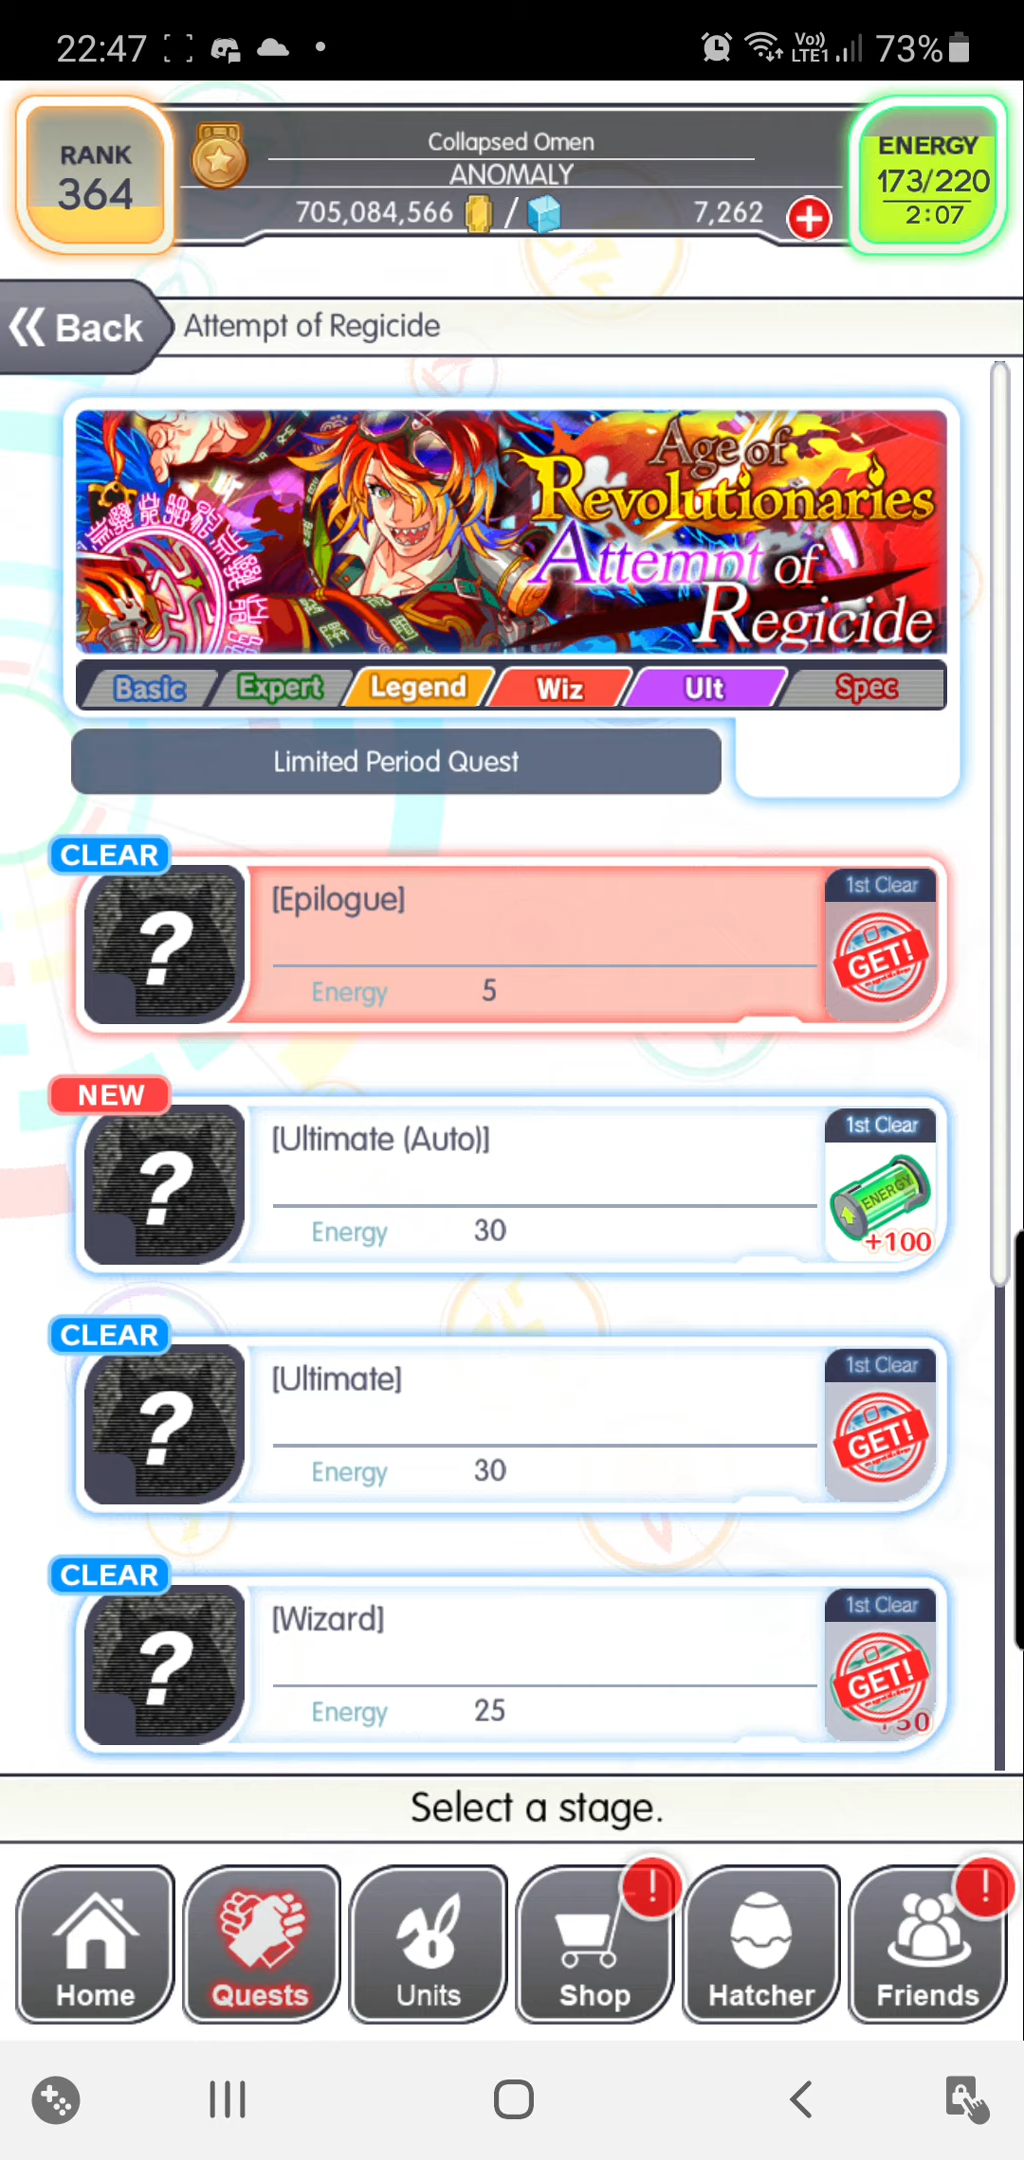 22:47
Vo))
LTE1
73%
RANK
364
Collapsed Omen
ANOMALY
705,084,566 / 7,262
ENERGY
173/220
2:07
Back
Attempt of Regicide
Age of
Revolutionaries
Attempt of
Regicide
Basic Expert Legend Wiz Ult Spec
Limited Period Quest
CLEAR
?
[Epilogue]
Energy 5
1st Clear
GET!
NEW
?
[Ultimate (Auto)]
Energy 30
1st Clear
ENERGY
+100
CLEAR
?
[Ultimate]
Energy 30
1st Clear
GET!
CLEAR
?
[Wizard]
Energy 25
1st Clear
GET!
+50
Select a stage.
!
!
Home Quests Units Shop Hatcher Friends